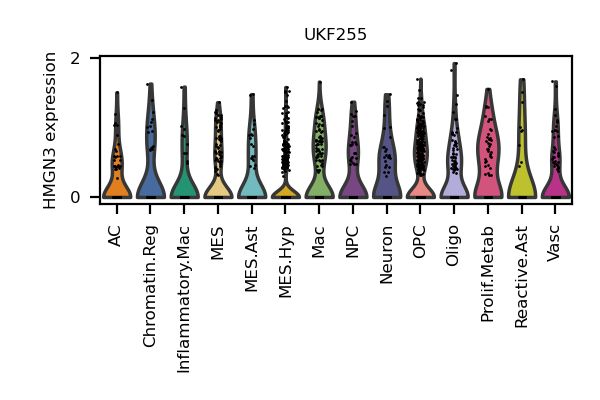 UKF255
HMGN3 expression
2
0
AC
Chromatin.Reg
Inflammatory.Mac
MES
MES.Ast
MES.Hyp
Mac
NPC
Neuron
OPC
Oligo
Prolif.Metab
Reactive.Ast
Vasc